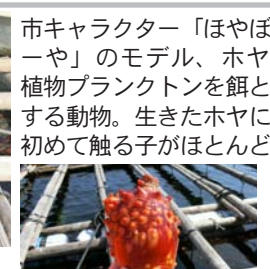 市キャラクター「ほやぼ
ーや」のモデル、ホヤ
植物プランクトンを餌と
する動物。生きたホヤに
初めて触る子がほとんど